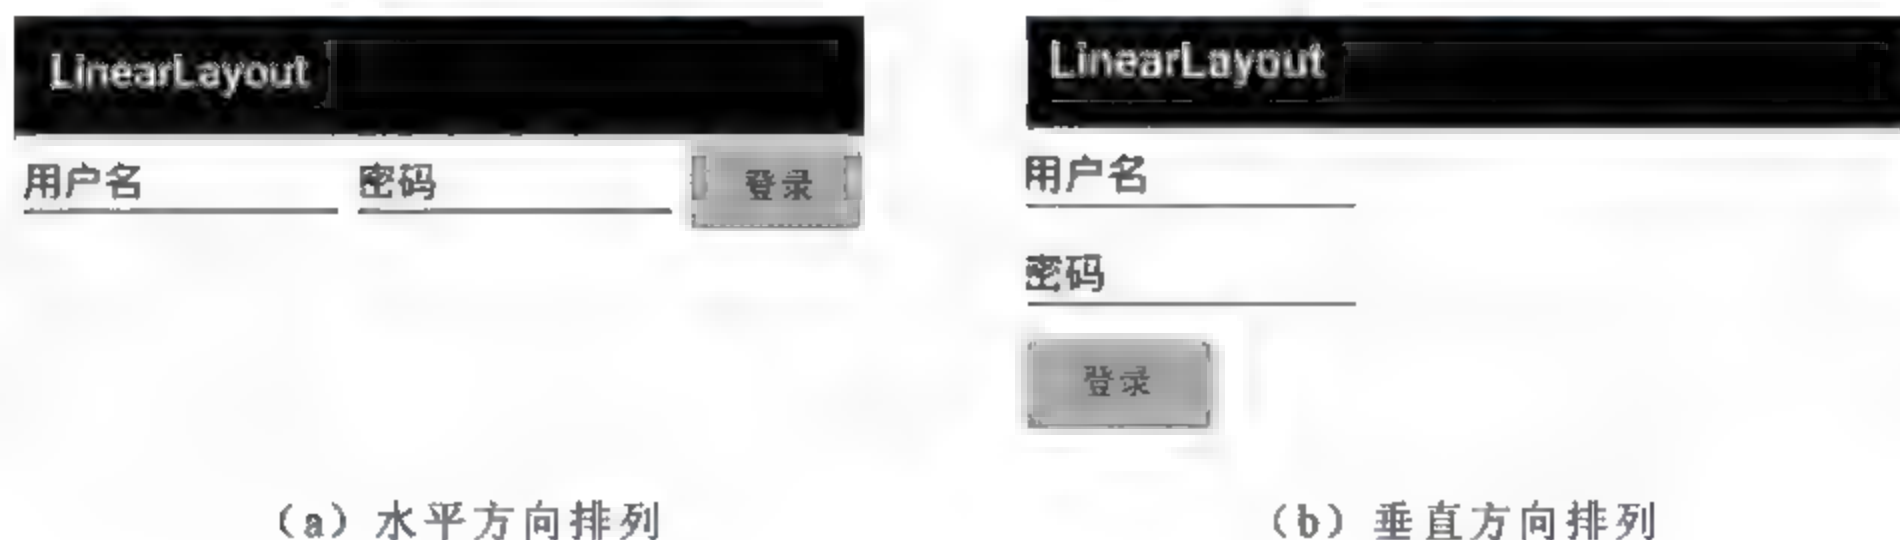 LinearLayout
用户名 密码 登录
(a) 水平方向排列
LinearLayout
用户名
密码
登录
(b) 垂直方向排列